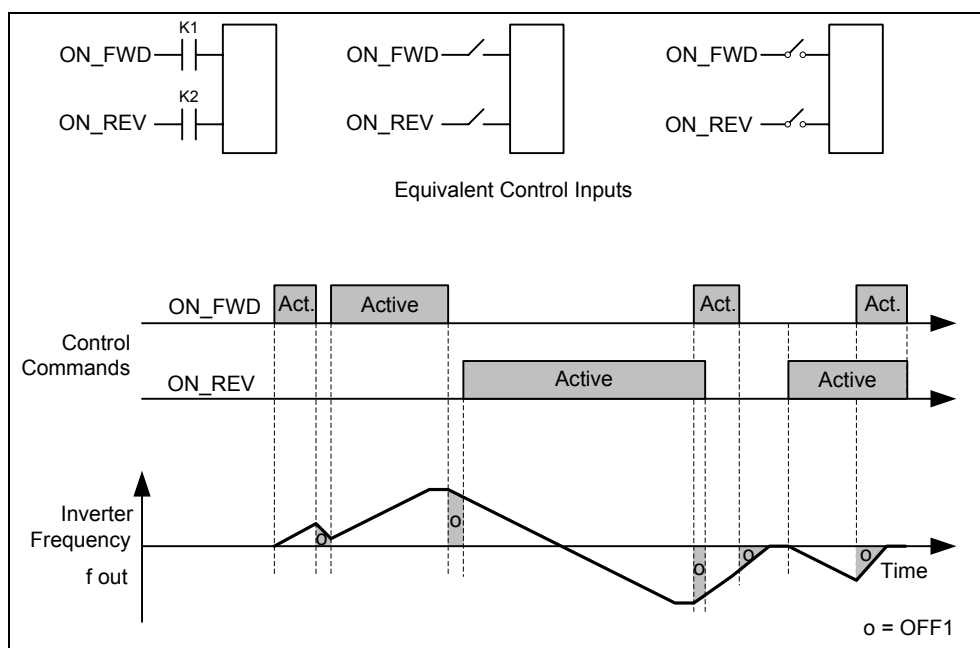 K1
ON_FWD
K2
ON_REV
ON_FWD
ON_REV
ON_FWD
ON_REV
Equivalent Control Inputs
Control
Commands
ON_FWD
Act.
Active
Act.
Act.
ON_REV
Active
Active
Inverter
Frequency
f out
o
o
o
o
o
Time
o = OFF1